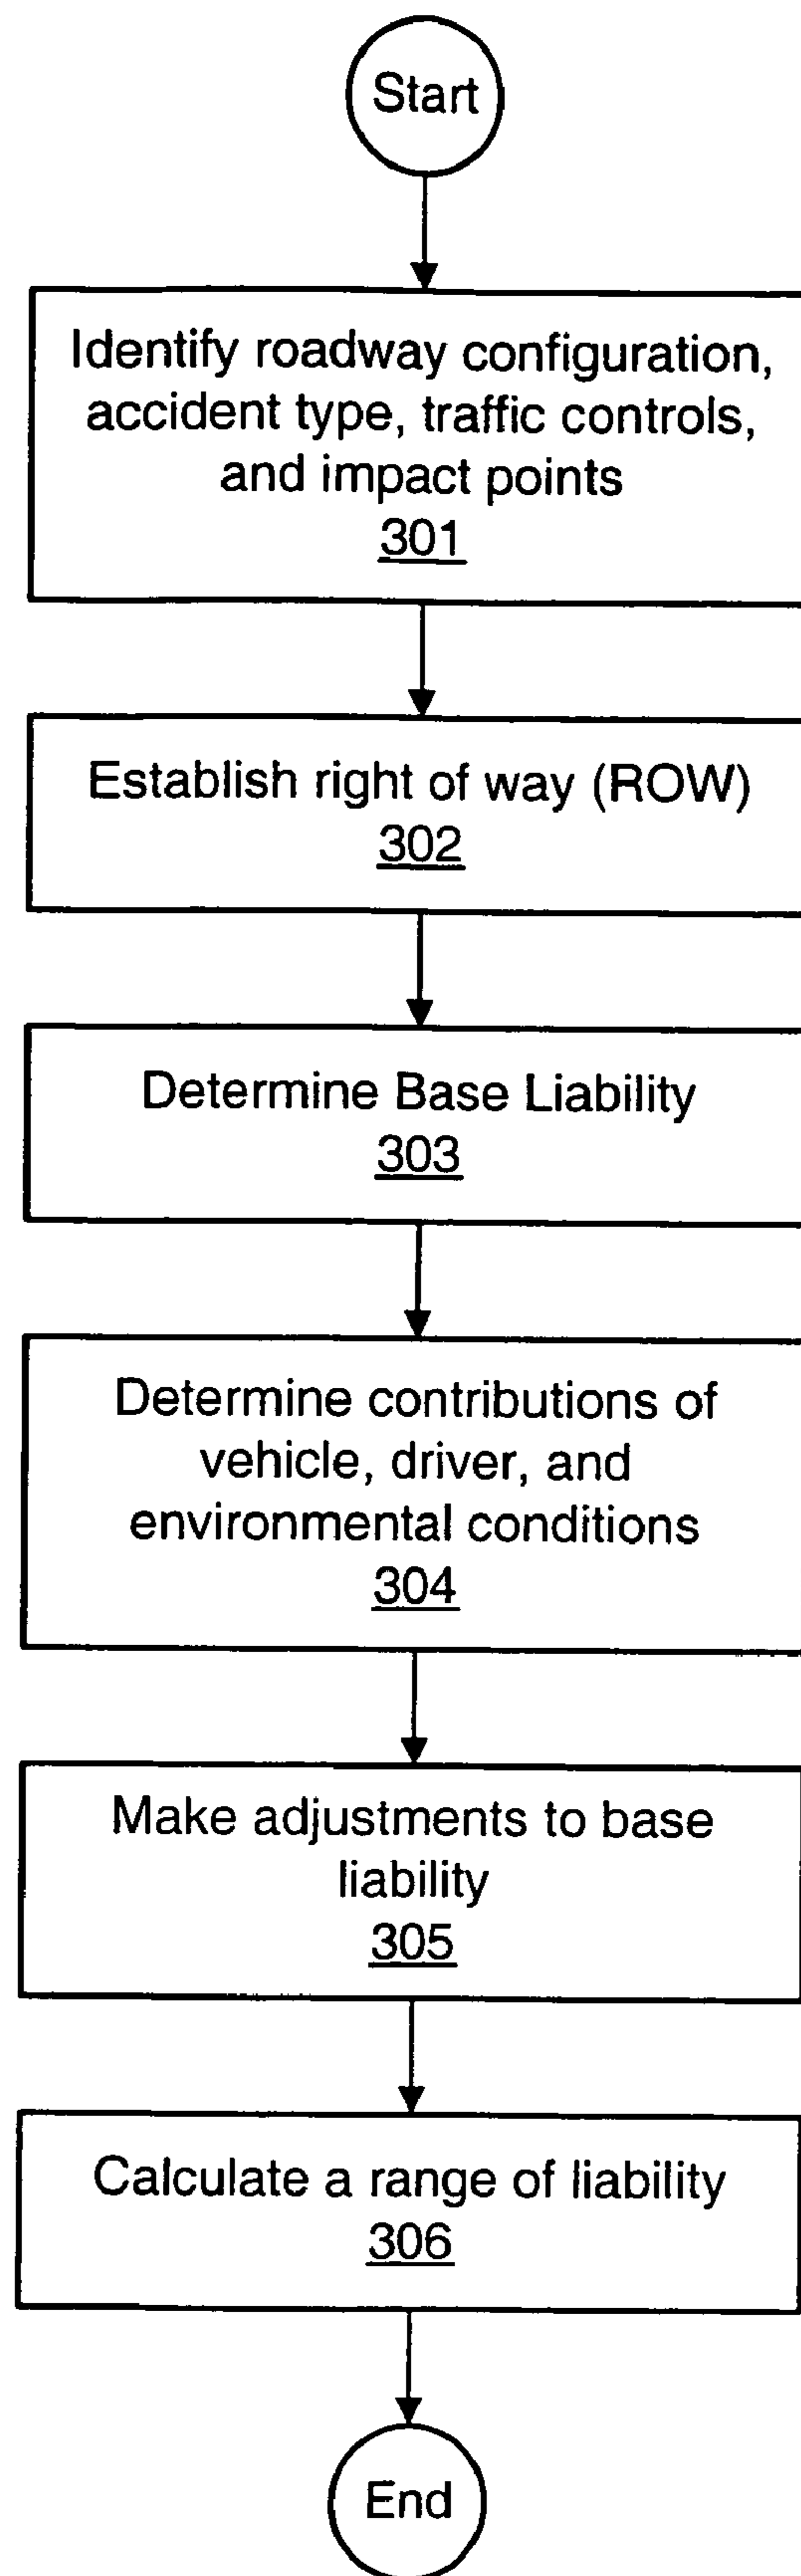 Start
Identify roadway configuration,
accident type, traffic controls,
and impact points
301
Establish right of way (ROW)
302
Determine Base Liability
303
Determine contributions of
vehicle, driver, and
environmental conditions
304
Make adjustments to base
liability
305
Calculate a range of liability
306
End